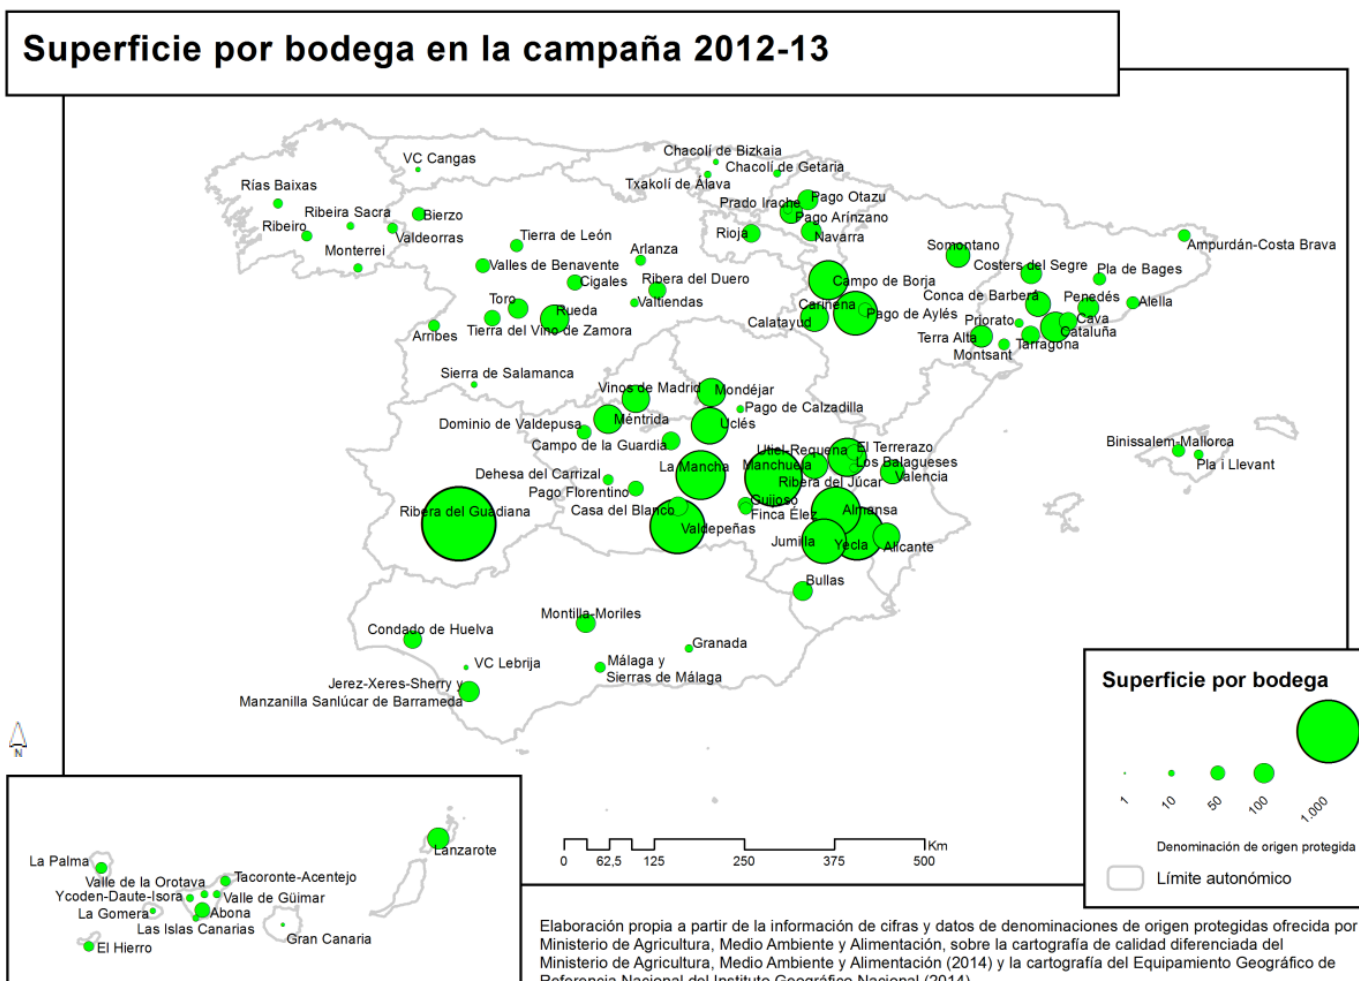 Superficie por bodega en la campaña 2012-13
Chacolí de Bizkaia
VC Cangas
Chacolí de Getaria
Txakolí de Álava
Rías Baixas
Pago Otazu
Prado Irache
Ribeira Sacra
Bierzo
Pago Arínzano
Ribeiro
Valdeorras
Rioja
Navarra
Tierra de León
Somontano
Ampurdán-Costa Brava
Monterrei
Arlanza
Valles de Benavente
Costers del Segre
Ribera del Duero
Pla de Bages
Cigales
Campo de Borja
Conca de Barberá
Toro
Valtiendas
Cariñena
Penedés
Alella
Rueda
Pago de Aylés
Calatayud
Priorato
Cava
Tierra del Vino de Zamora
Cataluña
Arribes
Terra Alta
Tarragona
Montsant
Sierra de Salamanca
Vinos de Madrid
Mondéjar
Pago de Calzadilla
Dominio de Valdepusa
Méntrida
Uclés
Campo de la Guardia
Utiel-Requena
El Terrerazo
Binissalem-Mallorca
La Mancha
Manchuela
Los Balagueses
Pla i Llevant
Dehesa del Carrizal
Ribera del Júcar
Valencia
Pago Florentino
Guijoso
Ribera del Guadiana
Casa del Blanco
Finca Élez
Almansa
Valdepeñas
Jumilla
Yecla
Alicante
Bullas
Montilla-Moriles
Condado de Huelva
Granada
VC Lebrija
Málaga y
Sierras de Málaga
Jerez-Xeres-Sherry y
Manzanilla Sanlúcar de Barrameda
N
Superficie por bodega
1
10
50
100
1.000
Denominación de origen protegida
Límite autonómico
Km
0
62,5
125
250
375
500
Lanzarote
La Palma
Valle de la Orotava
Tacoronte-Acentejo
Ycoden-Daute-Isora
Valle de Güimar
La Gomera
Abona
Las Islas Canarias
Gran Canaria
El Hierro
Elaboración propia a partir de la información de cifras y datos de denominaciones de origen protegidas ofrecida por
Ministerio de Agricultura, Medio Ambiente y Alimentación, sobre la cartografía de calidad diferenciada del
Ministerio de Agricultura, Medio Ambiente y Alimentación (2014) y la cartografía del Equipamiento Geográfico de
Referencia Nacional del Instituto Geográfico Nacional (2014)